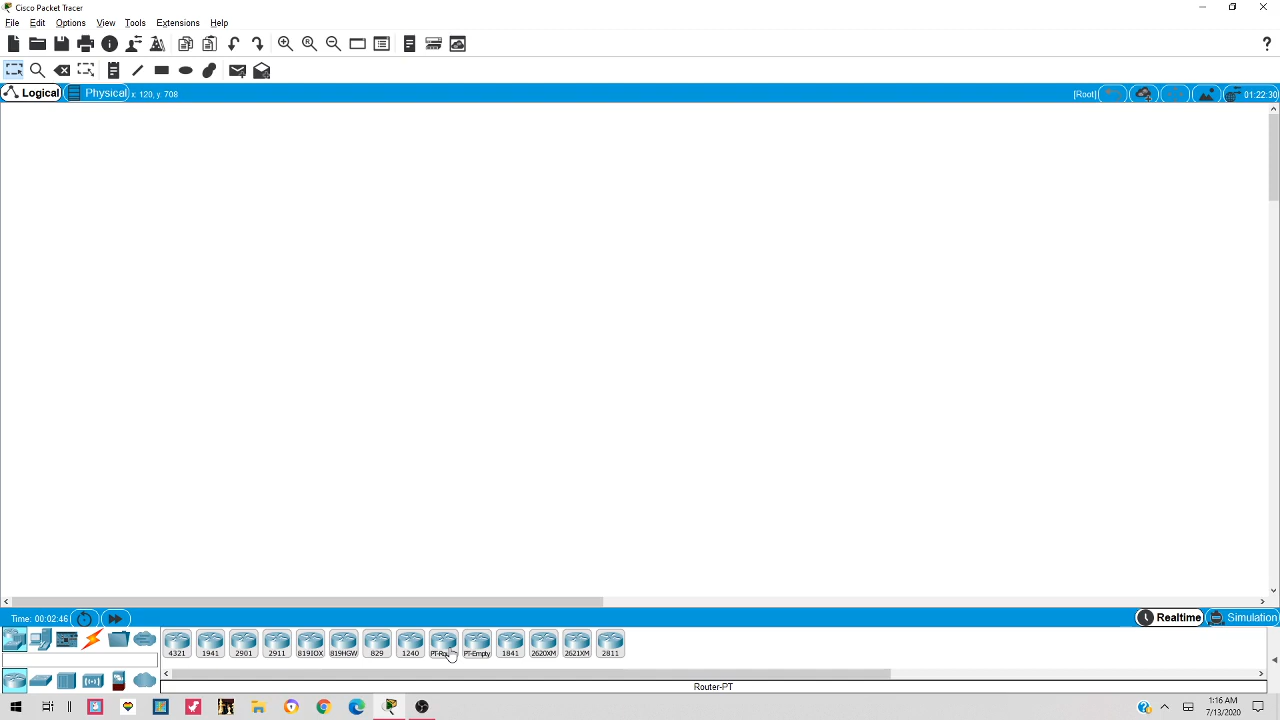 Cisco Packet Tracer
File Edit Options View Tools Extensions Help
?
Logical Physical x: 120, y: 708 [Root] 01:22:30
Time: 00:02:46 Realtime Simulation
4321 1941 2901 2911 819IOX 819HGW 829 1240 PT-Empty 1841 2620XM 2621XM 2811
Router-PT
1:16 AM
7/13/2020